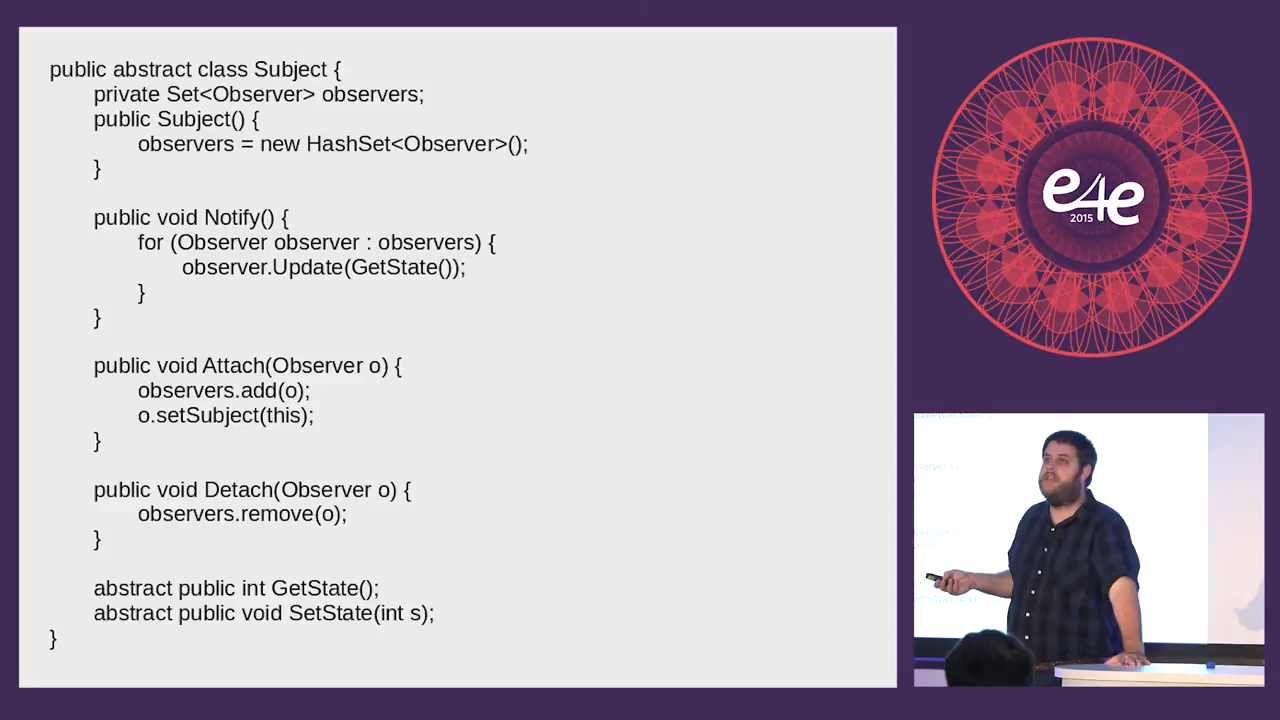 public abstract class Subject {
private Set<Observer> observers;
public Subject() {
observers = new HashSet<Observer>();
}
public void Notify() {
for (Observer observer : observers) {
observer.Update(GetState());
}
}
public void Attach(Observer o) {
observers.add(o);
o.setSubject(this);
}
public void Detach(Observer o) {
observers.remove(o);
}
abstract public int GetState();
abstract public void SetState(int s);
}
e4e
2015